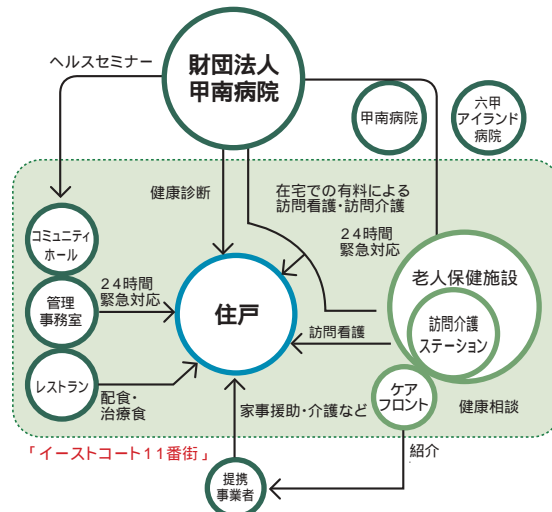 財団法人
甲南病院
ヘルスセミナー
甲南病院
六甲
アイランド
病院
健康診断
在宅での有料による
訪問看護・訪問介護
24時間
緊急対応
コミュニティ
ホール
管理
事務室
24時間
緊急対応
住戸
老人保健施設
訪問介護
ステーション
訪問看護
レストラン
配食・
治療食
家事援助・介護など
ケア
フロント
健康相談
「イーストコート11番街」
紹介
提携
事業者